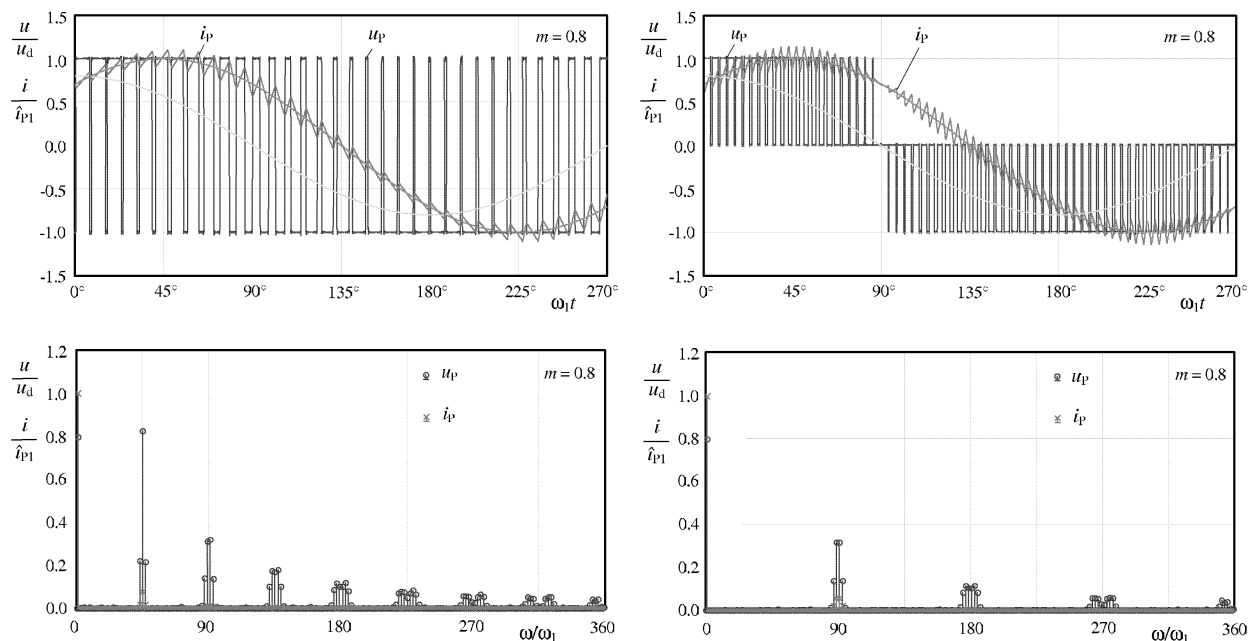 u
u_d
i
î_P1
1.5
1.0
0.5
0.0
-0.5
-1.0
-1.5
i_P
u_P
m = 0.8
0°
45°
90°
135°
180°
225°
270°
ω₁t
u
u_d
i
î_P1
1.5
1.0
0.5
0.0
-0.5
-1.0
-1.5
u_P
i_P
m = 0.8
0°
45°
90°
135°
180°
225°
270°
ω₁t
u
u_d
i
î_P1
1.2
1.0
0.8
0.6
0.4
0.2
0.0
u_P
i_P
m = 0.8
0
90
180
270
ω/ω₁
360
u
u_d
i
î_P1
1.2
1.0
0.8
0.6
0.4
0.2
0.0
u_P
i_P
m = 0.8
0
90
180
270
ω/ω₁
360